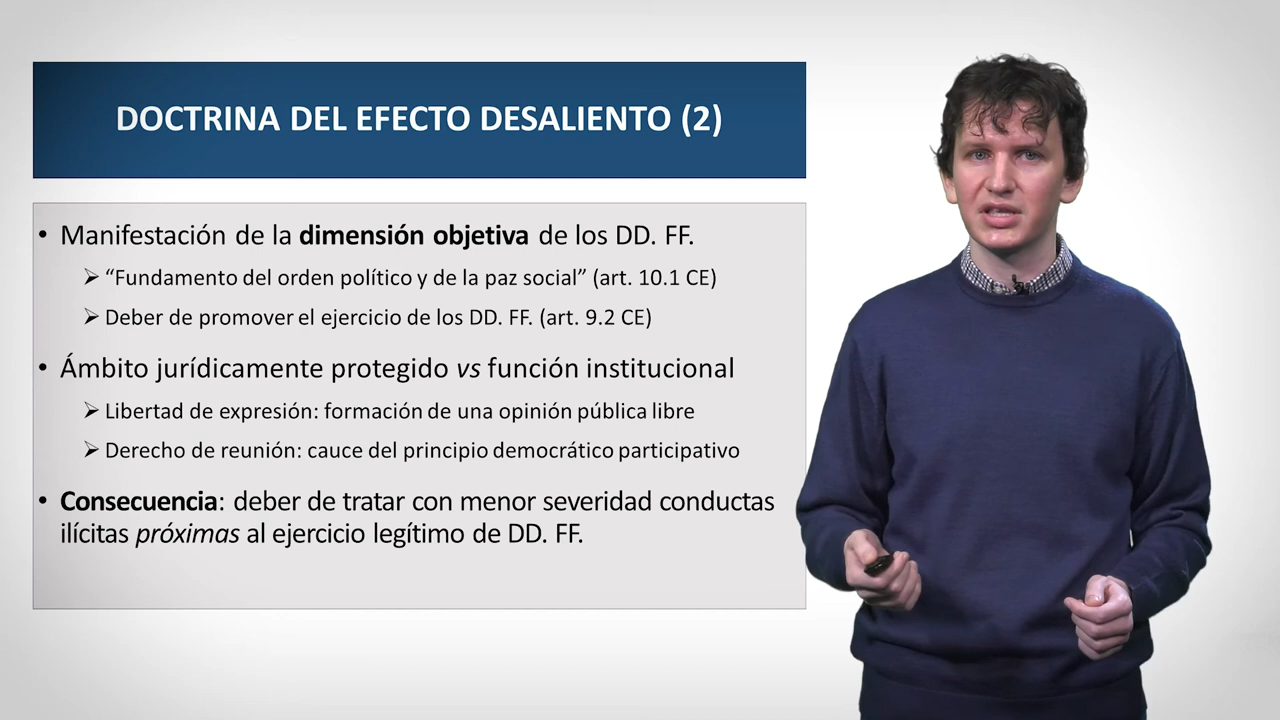 DOCTRINA DEL EFECTO DESALIENTO (2)
• Manifestación de la dimensión objetiva de los DD. FF.
➢ “Fundamento del orden político y de la paz social” (art. 10.1 CE)
➢ Deber de promover el ejercicio de los DD. FF. (art. 9.2 CE)
• Ámbito jurídicamente protegido vs función institucional
➢ Libertad de expresión: formación de una opinión pública libre
➢ Derecho de reunión: cauce del principio democrático participativo
• Consecuencia: deber de tratar con menor severidad conductas
ilícitas próximas al ejercicio legítimo de DD. FF.